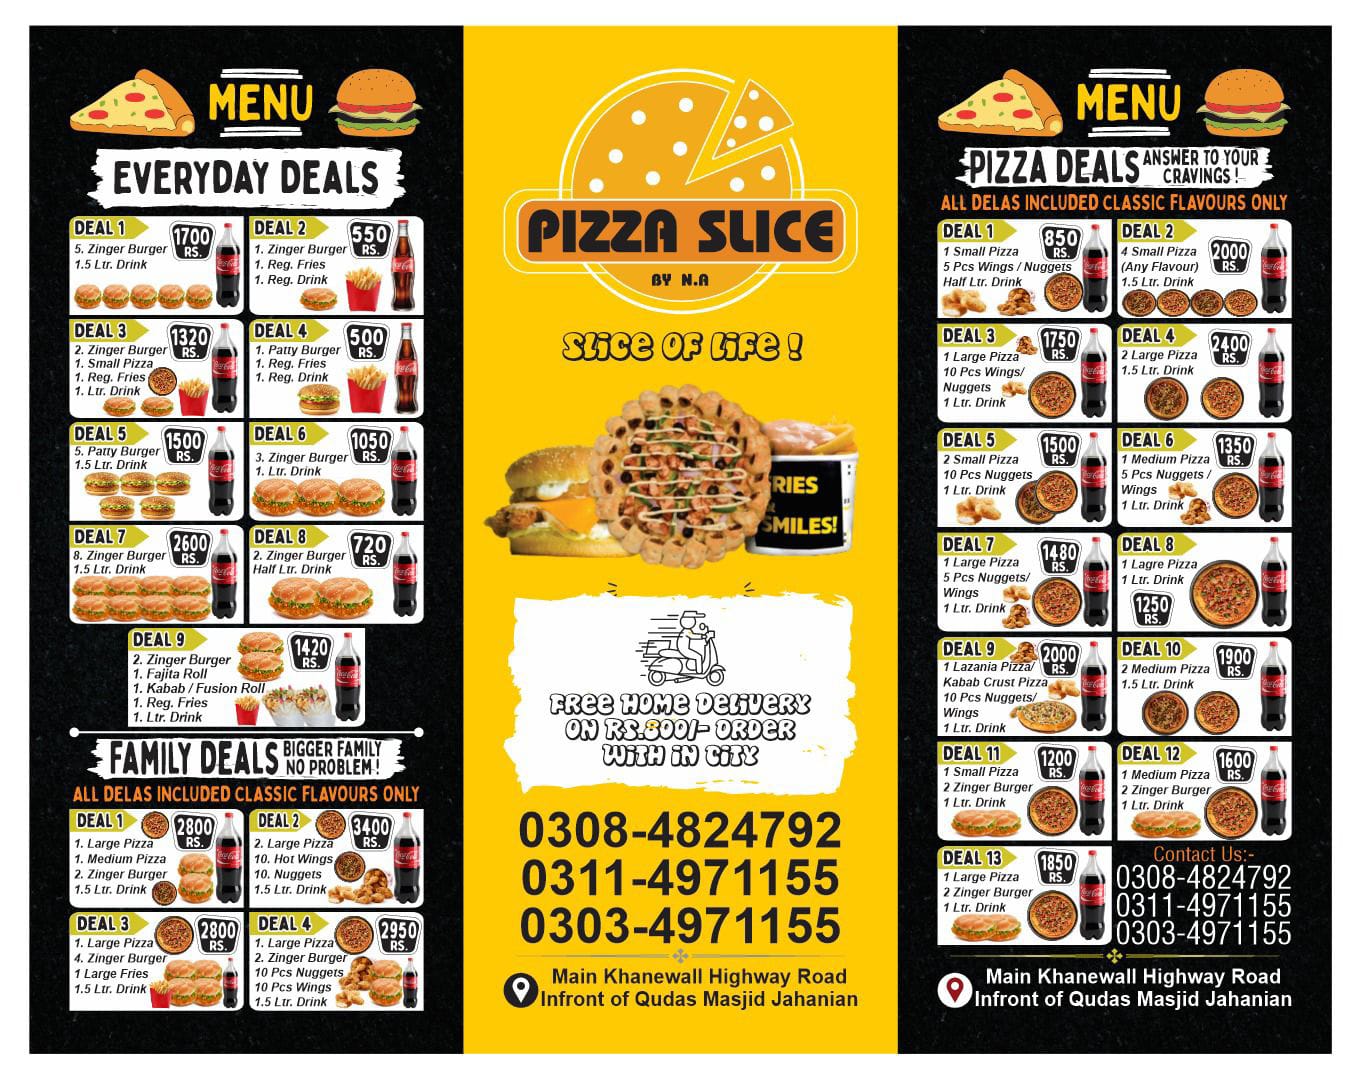 MENU
EVERYDAY DEALS
DEAL 1
1700
RS.
5. Zinger Burger
1.5 Ltr. Drink
DEAL 2
550
RS.
1. Zinger Burger
1. Reg. Fries
1. Reg. Drink
DEAL 3
1320
RS.
2. Zinger Burger
1. Small Pizza
1. Reg. Fries
1. Ltr. Drink
DEAL 4
500
RS.
1. Patty Burger
1. Reg. Fries
1. Reg. Drink
DEAL 5
1500
RS.
5. Patty Burger
1.5 Ltr. Drink
DEAL 6
1050
RS.
3. Zinger Burger
1. Ltr. Drink
DEAL 7
2600
RS.
8. Zinger Burger
1.5 Ltr. Drink
DEAL 8
720
RS.
2. Zinger Burger
Half Ltr. Drink
DEAL 9
1420
RS.
2. Zinger Burger
1. Fajita Roll
1. Kabab / Fusion Roll
1. Reg. Fries
1. Ltr. Drink
FAMILY DEALS BIGGER FAMILY
NO PROBLEM !
ALL DELAS INCLUDED CLASSIC FLAVOURS ONLY
DEAL 1
2800
RS.
1. Large Pizza
1. Medium Pizza
2. Zinger Burger
1.5 Ltr. Drink
DEAL 2
3400
RS.
2. Large Pizza
10. Hot Wings
10. Nuggets
1.5 Ltr. Drink
DEAL 3
2800
RS.
1. Large Pizza
4. Zinger Burger
1 Large Fries
1.5 Ltr. Drink
DEAL 4
2950
RS.
1. Large Pizza
2. Zinger Burger
10 Pcs Nuggets
10 Pcs Wings
1.5 Ltr. Drink
PIZZA SLICE
BY N.A
SLICE OF LIFE !
FRIES
&
SMILES!
FREE HOME DELIVERY
ON RS.800/- ORDER
WITH IN CITY
0308-4824792
0311-4971155
0303-4971155
Main Khanewall Highway Road
Infront of Qudas Masjid Jahanian
MENU
PIZZA DEALS ANSWER TO YOUR
CRAVINGS !
ALL DELAS INCLUDED CLASSIC FLAVOURS ONLY
DEAL 1
850
RS.
1 Small Pizza
5 Pcs Wings / Nuggets
Half Ltr. Drink
DEAL 2
2000
RS.
4 Small Pizza
(Any Flavour)
1.5 Ltr. Drink
DEAL 3
1750
RS.
1 Large Pizza
10 Pcs Wings/
Nuggets
1 Ltr. Drink
DEAL 4
2400
RS.
2 Large Pizza
1.5 Ltr. Drink
DEAL 5
1500
RS.
2 Small Pizza
10 Pcs Nuggets
1 Ltr. Drink
DEAL 6
1350
RS.
1 Medium Pizza
5 Pcs Nuggets /
Wings
1 Ltr. Drink
DEAL 7
1480
RS.
1 Large Pizza
5 Pcs Nuggets/
Wings
1 Ltr. Drink
DEAL 8
1 Lagre Pizza
1 Ltr. Drink
1250
RS.
DEAL 9
2000
RS.
1 Lazania Pizza/
Kabab Crust Pizza
10 Pcs Nuggets/
Wings
1 Ltr. Drink
DEAL 10
1900
RS.
2 Medium Pizza
1.5 Ltr. Drink
DEAL 11
1200
RS.
1 Small Pizza
2 Zinger Burger
1 Ltr. Drink
DEAL 12
1600
RS.
1 Medium Pizza
2 Zinger Burger
1 Ltr. Drink
DEAL 13
1850
RS.
1 Large Pizza
2 Zinger Burger
1 Ltr. Drink
Contact Us:-
0308-4824792
0311-4971155
0303-4971155
Main Khanewall Highway Road
Infront of Qudas Masjid Jahanian